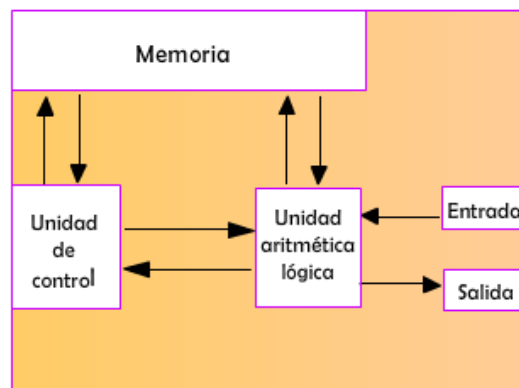 Memoria
Unidad
de
control
Unidad
aritmética
lógica
Entrada
Salida